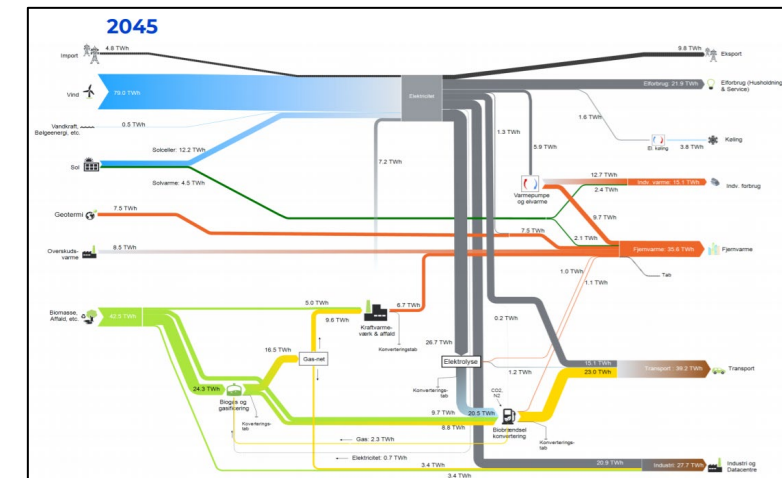 2045
4.8 TWh
Import
9.8 TWh
Eksport
Vind
79.0 TWh
Elektricitet
Elforbrug: 21.9 TWh
Elforbrug (Husholdning
& Service)
Vandkraft,
Bølgeenergi, etc.
0.5 TWh
1.3 TWh
5.9 TWh
1.6 TWh
El. køling
3.8 TWh
Køling
Solceller: 12.2 TWh
7.2 TWh
Sol
Solvarme: 4.5 TWh
Varmepumpe
og elvarme
12.7 TWh
2.4 TWh
Indv. varme: 15.1 TWh
Indv. forbrug
Geotermi
7.5 TWh
9.7 TWh
7.5 TWh
2.1 TWh
Overskuds-
varme
8.5 TWh
Fjernvarme: 35.6 TWh
Fjernvarme
1.0 TWh
1.1 TWh
Tab
Biomasse,
Affald, etc.
42.5 TWh
5.0 TWh
9.6 TWh
6.7 TWh
Kraftvarme-
værk & affald
Konverteringstab
0.2 TWh
16.5 TWh
Gas-net
26.7 TWh
Elektrolyse
1.2 TWh
15.1 TWh
23.0 TWh
Transport : 39.2 TWh
Transport
24.3 TWh
Biogas og
gasificering
Konverterings-
tab
Konverterings-
tab
CO2,
N2
9.7 TWh
8.8 TWh
20.5 TWh
Biobrændsel
konvertering
Konverterings-
tab
Gas: 2.3 TWh
Elektricitet: 0.7 TWh
3.4 TWh
3.4 TWh
20.9 TWh
Industri: 27.7 TWh
Industri og
Datacentre